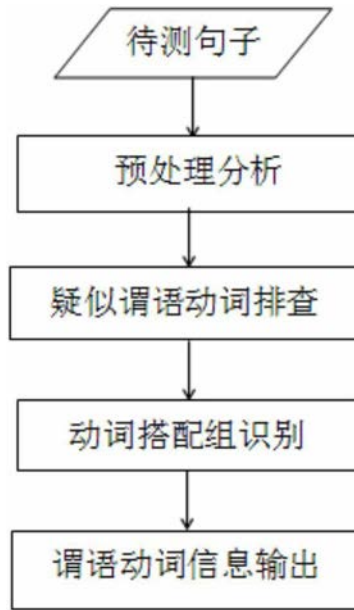 待测句子
预处理分析
疑似谓语动词排查
动词搭配组识别
谓语动词信息输出